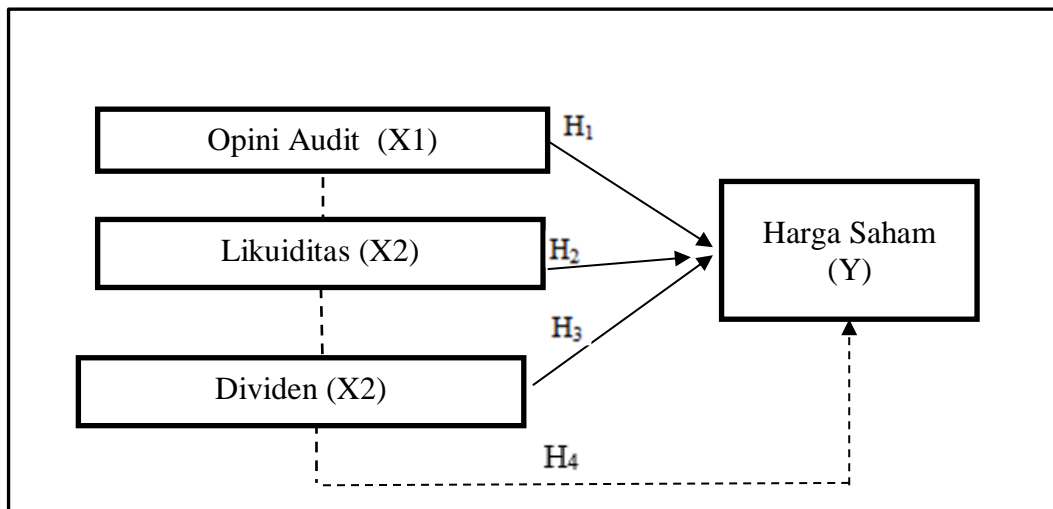 Opini Audit (X1)
H₁
Likuiditas (X2)
H₂
Harga Saham
(Y)
H₃
Dividen (X2)
H₄